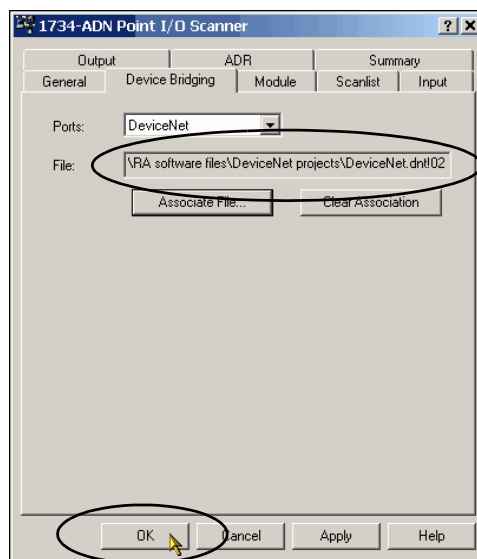 1734-ADN Point I/O Scanner
Output ADR Summary
General Device Bridging Module Scanlist Input
Ports: DeviceNet
File: \RA software files\DeviceNet projects\DeviceNet.dnt!02
Associate File... Clear Association
OK Cancel Apply Help